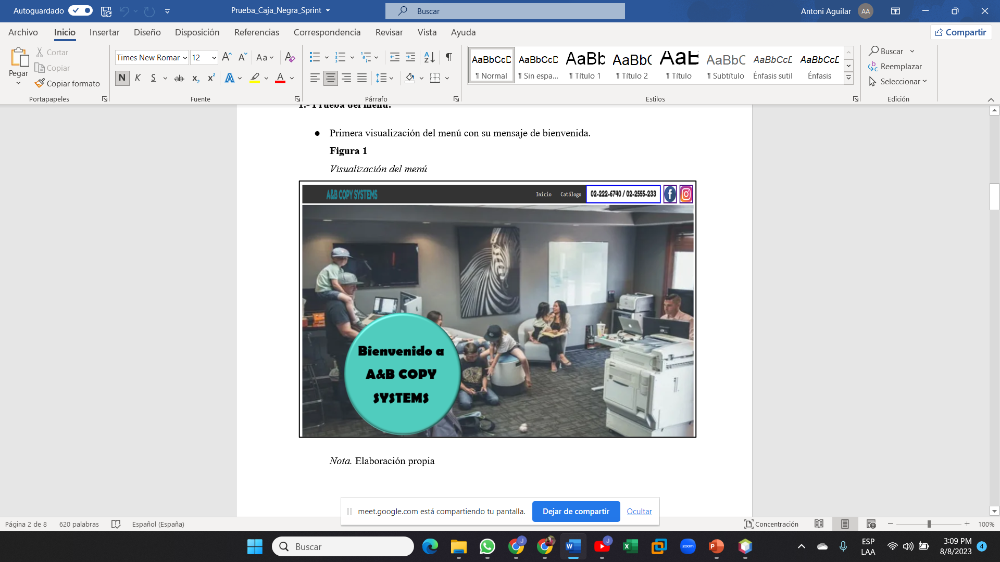 Autoguardado
Prueba_Caja_Negra_Sprint
Buscar
Antoni Aguilar
AA
Archivo
Inicio
Insertar
Diseño
Disposición
Referencias
Correspondencia
Revisar
Vista
Ayuda
Compartir
Pegar
Cortar
Copiar
Copiar formato
Portapapeles
Times New Romar
12
Aa
N K S ab x₂ x² A A
Fuente
Párrafo
AaBbCcD
¶ Normal
AaBbCcD
¶ Sin espa...
AaBb
¶ Título 1
AaBbC
¶ Título 2
AaB
¶ Título
AaBbC
¶ Subtítulo
AaBbCcD
Énfasis sutil
AaBbCcD
Énfasis
Estilos
Buscar
Reemplazar
Seleccionar
Edición
1.- Prueba del menú.
● Primera visualización del menú con su mensaje de bienvenida.
Figura 1
Visualización del menú
A&B COPY SYSTEMS
Inicio
Catálogo
02-222-6740 / 02-2555-233
Bienvenido a
A&B COPY
SYSTEMS
Nota. Elaboración propia
meet.google.com está compartiendo tu pantalla.
Dejar de compartir
Ocultar
Página 2 de 8
620 palabras
Español (España)
Concentración
100%
Buscar
zoom
ESP
LAA
3:09 PM
8/8/2023
4